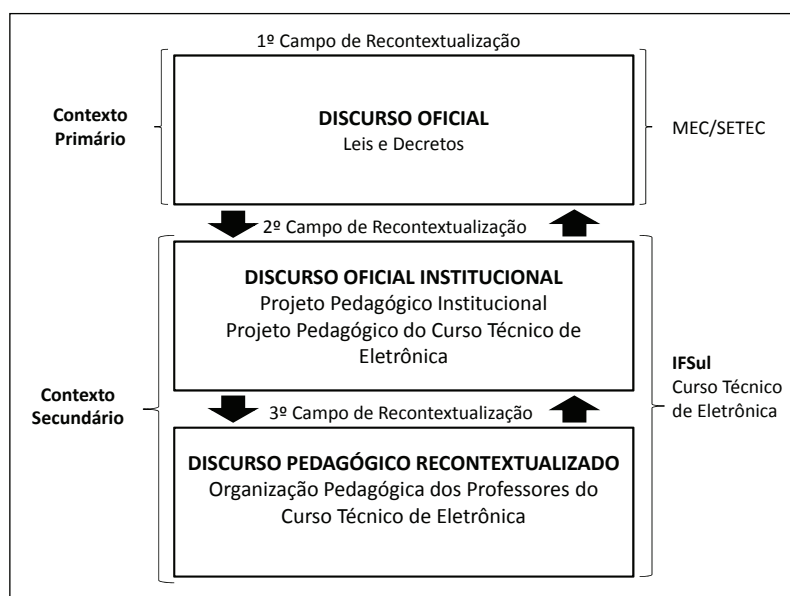 1º Campo de Recontextualização
Contexto
Primário
DISCURSO OFICIAL
Leis e Decretos
MEC/SETEC
2º Campo de Recontextualização
DISCURSO OFICIAL INSTITUCIONAL
Projeto Pedagógico Institucional
Projeto Pedagógico do Curso Técnico de
Eletrônica
Contexto
Secundário
IFSul
Curso Técnico
de Eletrônica
3º Campo de Recontextualização
DISCURSO PEDAGÓGICO RECONTEXTUALIZADO
Organização Pedagógica dos Professores do
Curso Técnico de Eletrônica